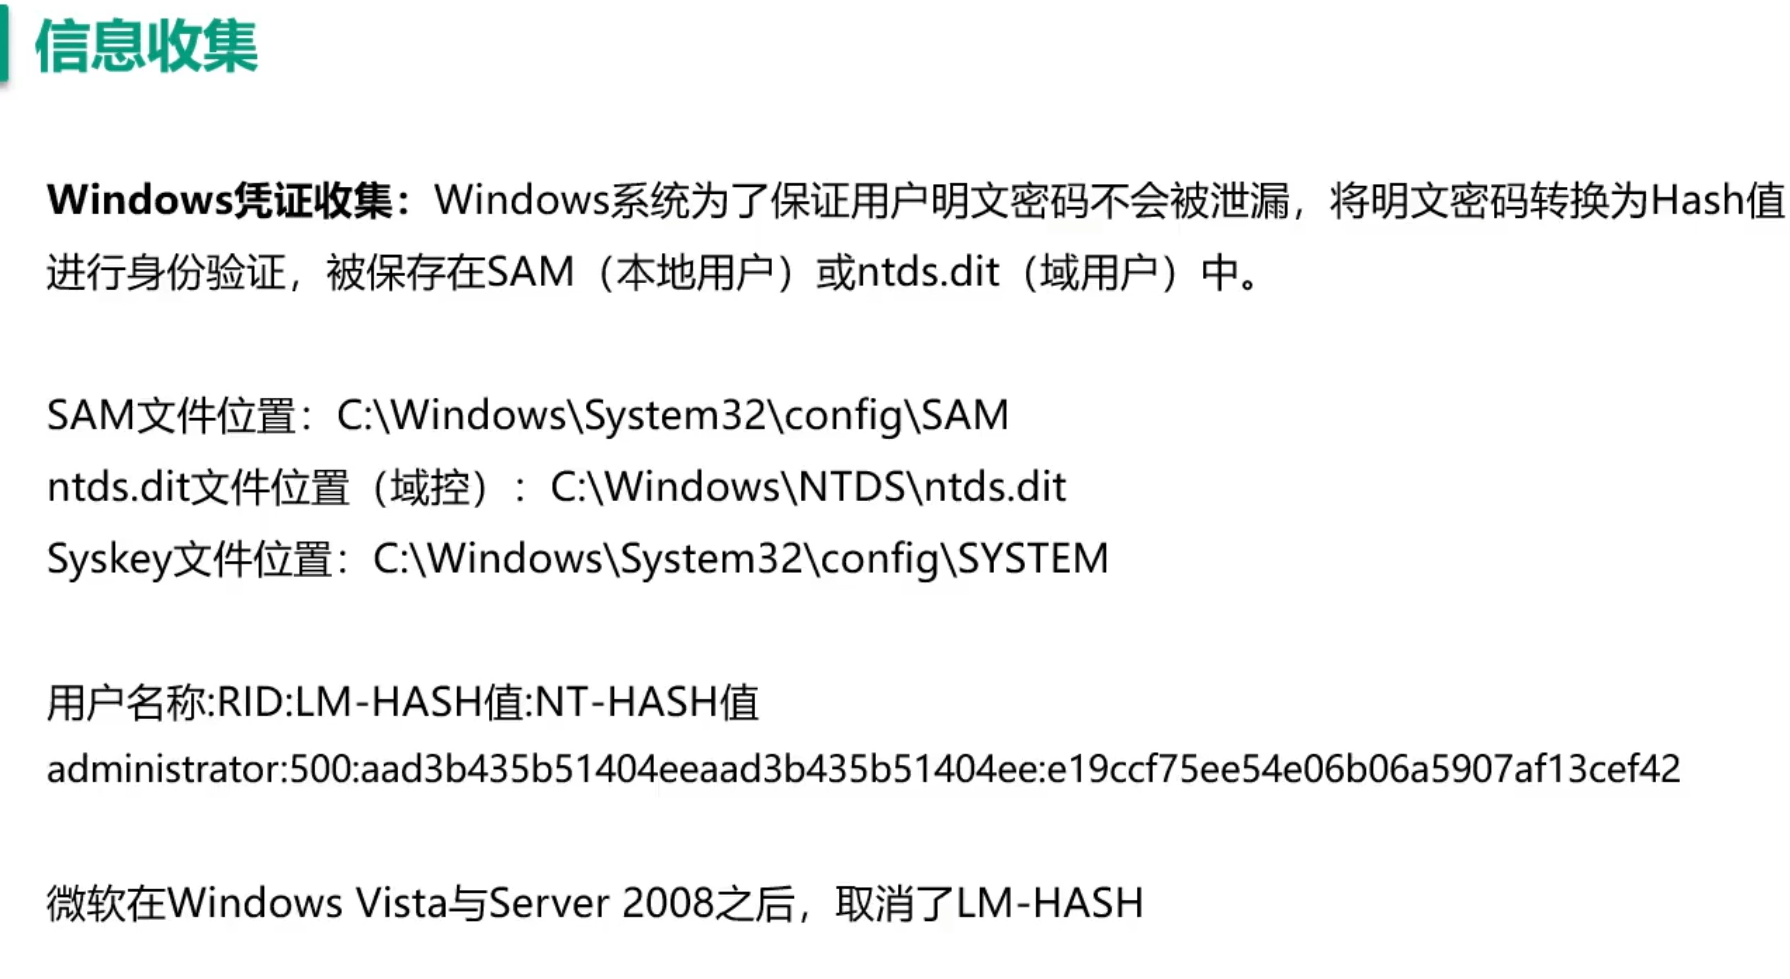 信息收集
Windows凭证收集：Windows系统为了保证用户明文密码不会被泄漏，将明文密码转换为Hash值
进行身份验证，被保存在SAM（本地用户）或ntds.dit（域用户）中。
SAM文件位置：C:\Windows\System32\config\SAM
ntds.dit文件位置（域控）：C:\Windows\NTDS\ntds.dit
Syskey文件位置：C:\Windows\System32\config\SYSTEM
用户名称:RID:LM-HASH值:NT-HASH值
administrator:500:aad3b435b51404eeaad3b435b51404ee:e19ccf75ee54e06b06a5907af13cef42
微软在Windows Vista与Server 2008之后，取消了LM-HASH